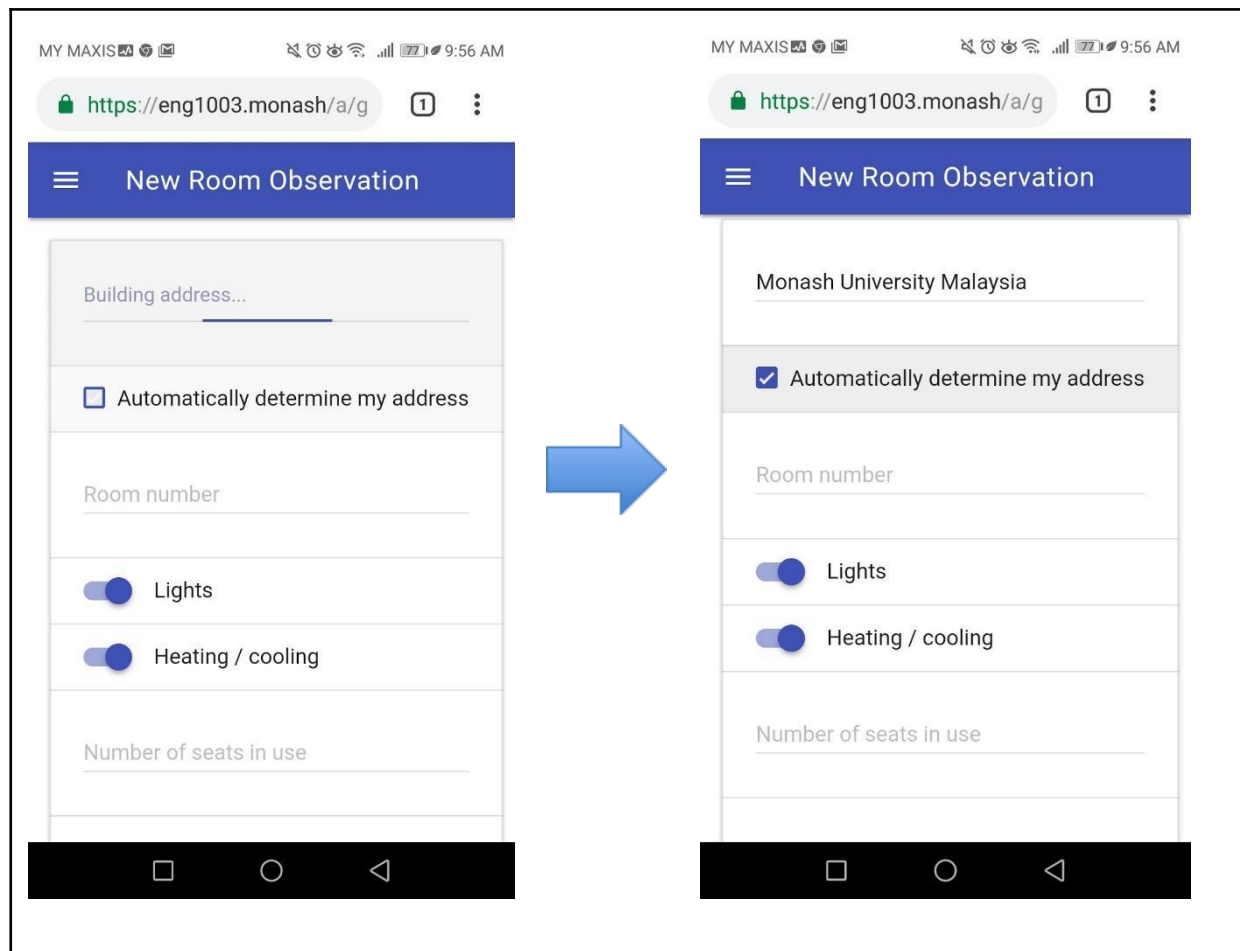 MY MAXIS 77 9:56 AM
https://eng1003.monash/a/g 1
New Room Observation
Building address...
Automatically determine my address
Room number
Lights
Heating / cooling
Number of seats in use
MY MAXIS 77 9:56 AM
https://eng1003.monash/a/g 1
New Room Observation
Monash University Malaysia
Automatically determine my address
Room number
Lights
Heating / cooling
Number of seats in use